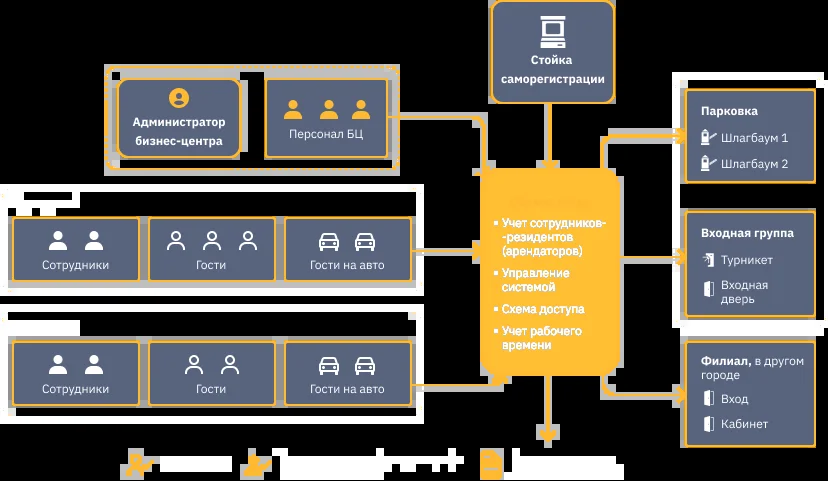 Стойка
саморегистрации
Администратор
бизнес-центра
Персонал БЦ
Сотрудники
Гости
Гости на авто
Сотрудники
Гости
Гости на авто
▪ Учет сотрудников-
-резидентов
(арендаторов)
▪ Управление
системой
▪ Схема доступа
▪ Учет рабочего
времени
Парковка
Шлагбаум 1
Шлагбаум 2
Входная группа
Турникет
Входная
дверь
Филиал, в другом
городе
Вход
Кабинет